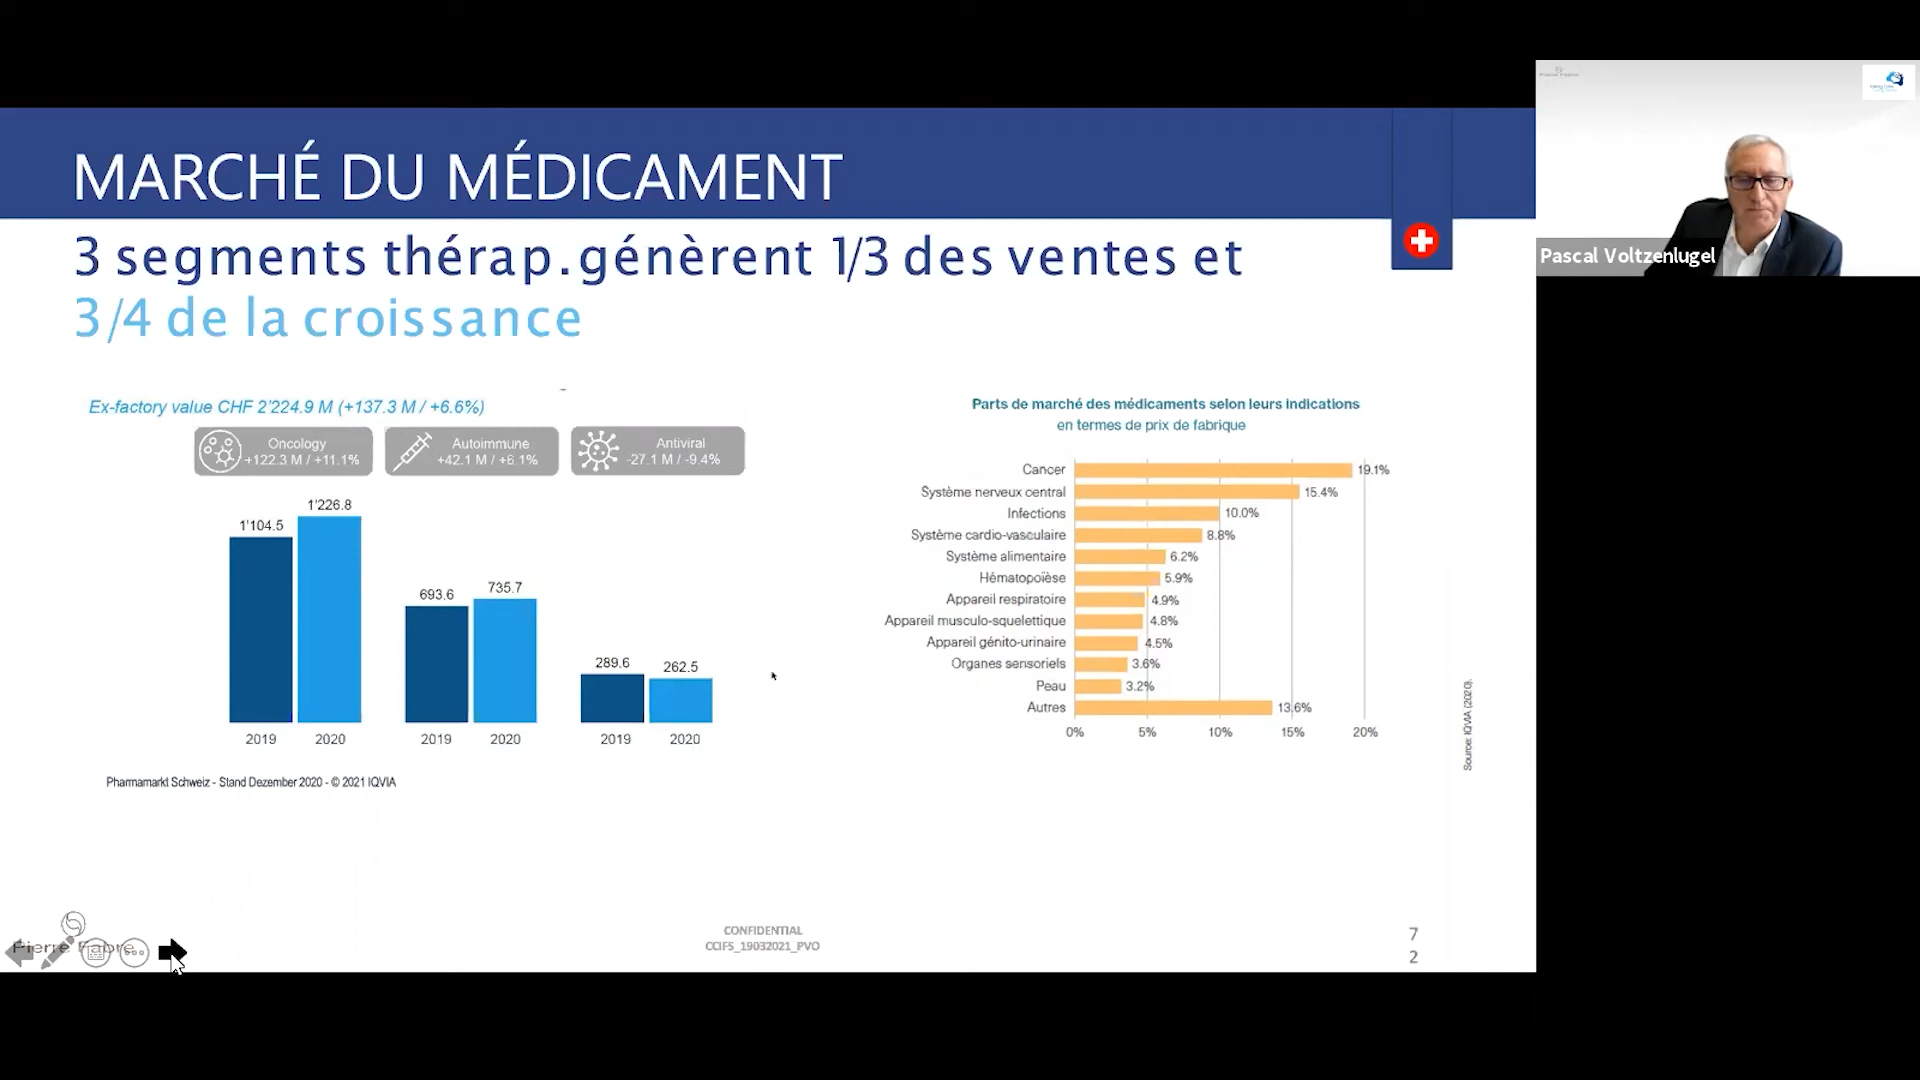 MARCHÉ DU MÉDICAMENT
3 segments thérap.génèrent 1/3 des ventes et
3/4 de la croissance
Pascal Voltzenlugel
Ex-factory value CHF 2'224.9 M (+137.3 M / +6.6%)
Oncology
+122.3 M / +11.1%
Autoimmune
+42.1 M / +6.1%
Antiviral
-27.1 M / -9.4%
1'104.5
1'226.8
693.6
735.7
289.6
262.5
2019
2020
2019
2020
2019
2020
Pharmamarkt Schweiz - Stand Dezember 2020 - © 2021 IQVIA
Parts de marché des médicaments selon leurs indications
en termes de prix de fabrique
Cancer 19.1%
Système nerveux central 15.4%
Infections 10.0%
Système cardio-vasculaire 8.8%
Système alimentaire 6.2%
Hématopoïèse 5.9%
Appareil respiratoire 4.9%
Appareil musculo-squelettique 4.8%
Appareil génito-urinaire 4.5%
Organes sensoriels 3.6%
Peau 3.2%
Autres 13.6%
0% 5% 10% 15% 20%
Source: IQVIA (2020).
Pierre Fabre
CONFIDENTIAL
CCIFS_19032021_PVO
7
2